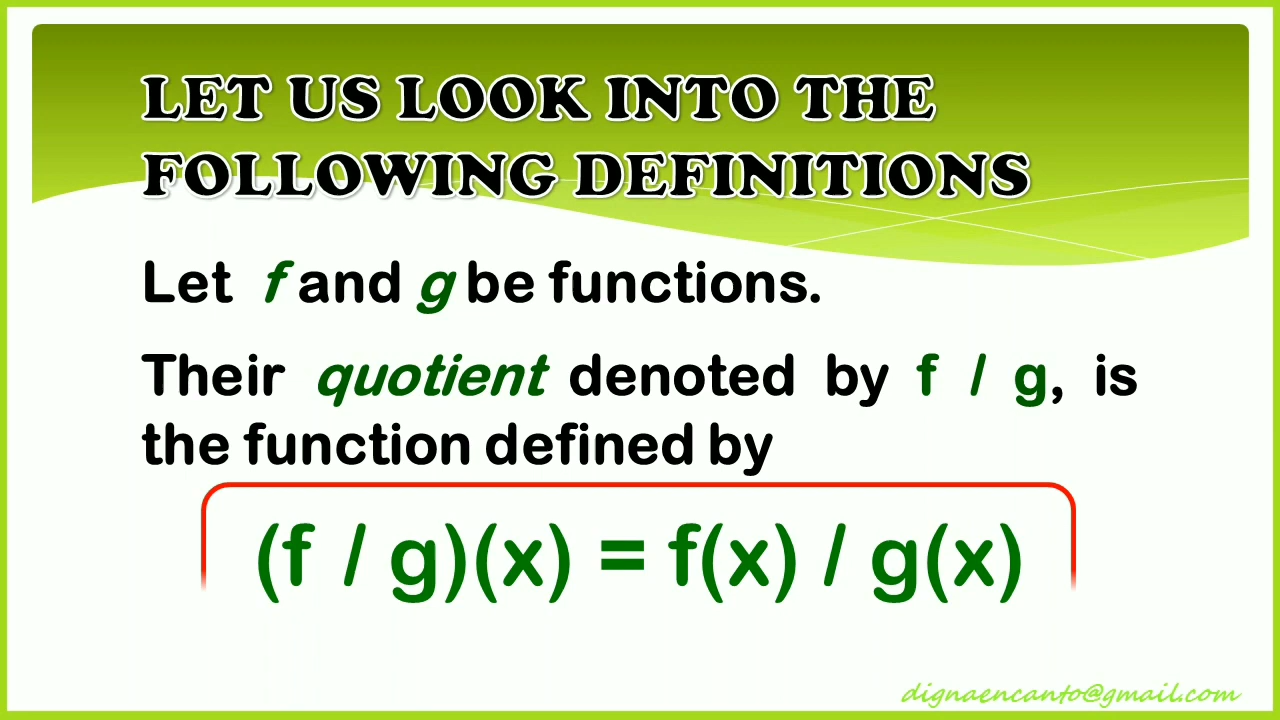 LET US LOOK INTO THE
FOLLOWING DEFINITIONS
Let f and g be functions.
Their quotient denoted by f / g, is
the function defined by
(f / g)(x) = f(x) / g(x)
dignaencanto@gmail.com